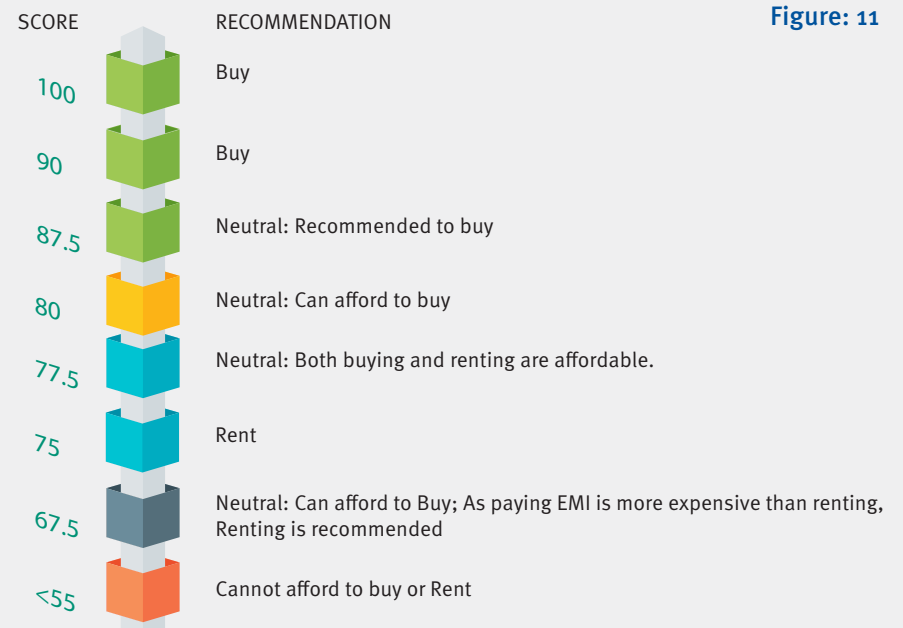 SCORE RECOMMENDATION Figure: 11
100 Buy
90 Buy
87.5 Neutral: Recommended to buy
80 Neutral: Can afford to buy
77.5 Neutral: Both buying and renting are affordable.
75 Rent
67.5 Neutral: Can afford to Buy; As paying EMI is more expensive than renting,
Renting is recommended
<55 Cannot afford to buy or Rent